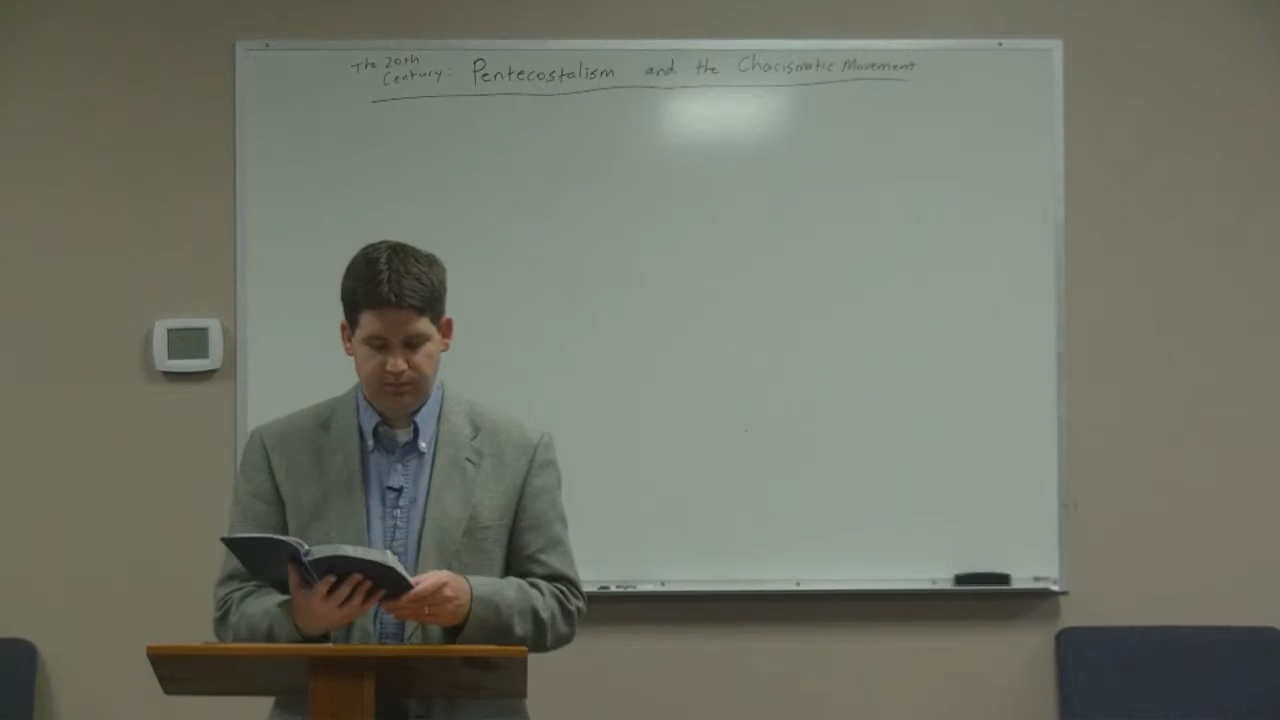 The 20th
Century: Pentecostalism and the Charismatic Movement